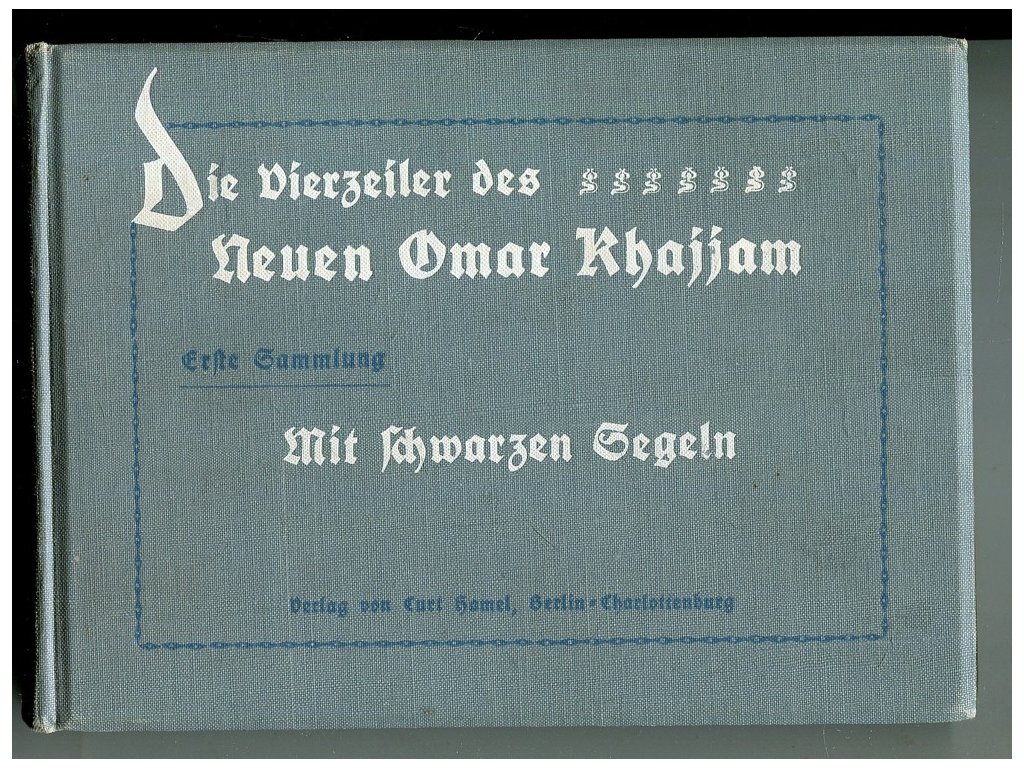 Die Vierzeiler des
Neuen Omar Khajjam
Erste Sammlung
Mit schwarzen Segeln
Verlag von Curt Hamel, Berlin-Charlottenburg